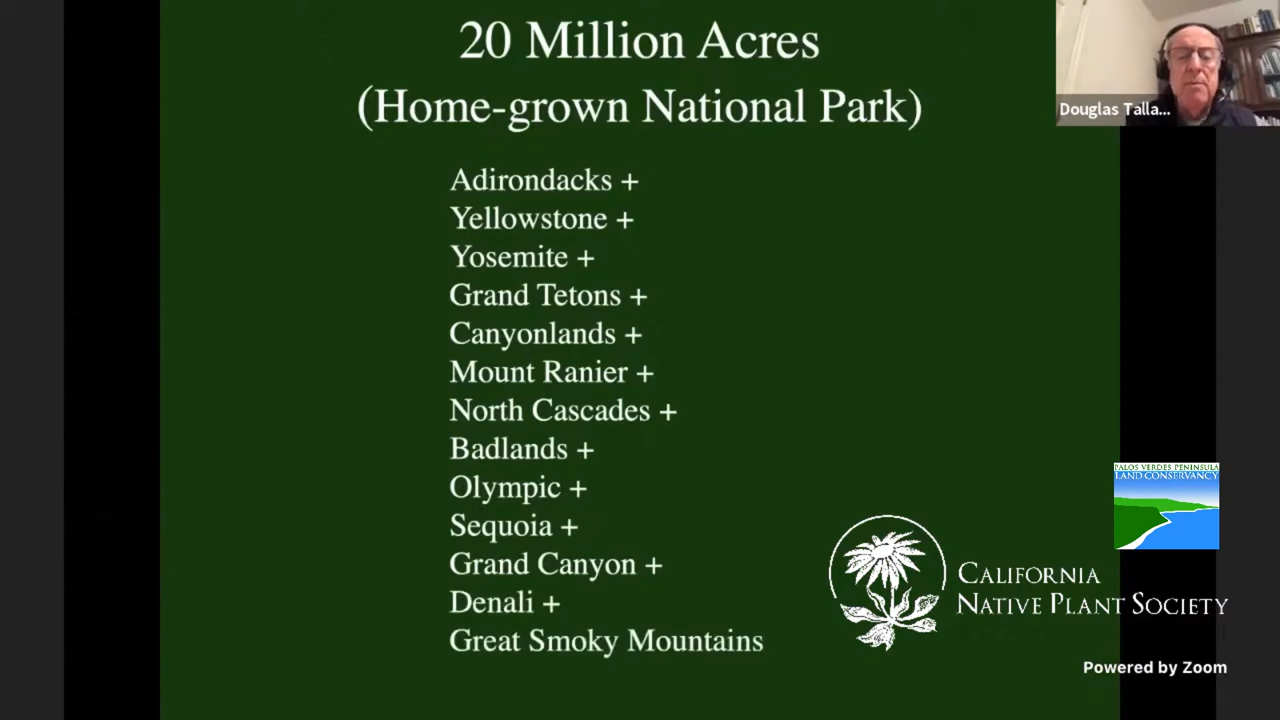 20 Million Acres
(Home-grown National Park)
Adirondacks +
Yellowstone +
Yosemite +
Grand Tetons +
Canyonlands +
Mount Ranier +
North Cascades +
Badlands +
Olympic +
Sequoia +
Grand Canyon +
Denali +
Great Smoky Mountains
Douglas Talla...
PALOS VERDES PENINSULA
LAND CONSERVANCY
CALIFORNIA
NATIVE PLANT SOCIETY
Powered by Zoom